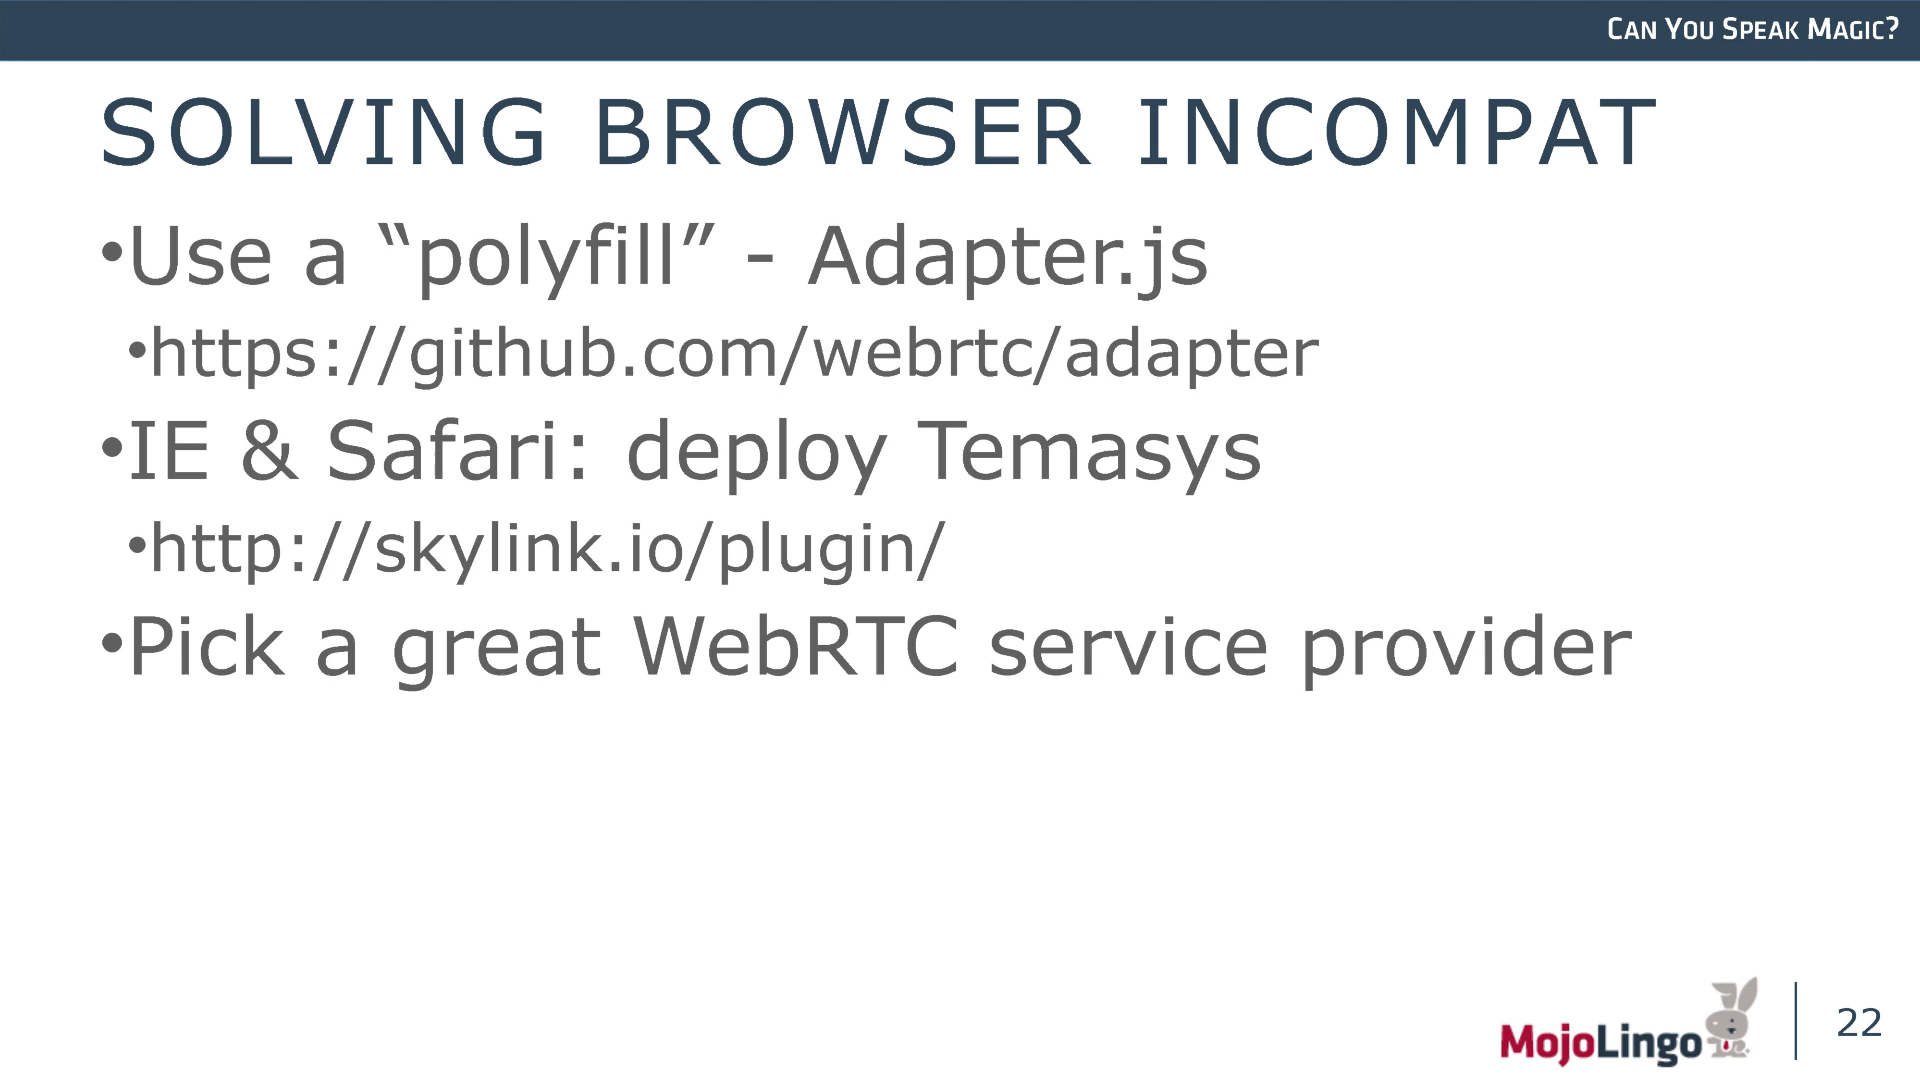 CAN YOU SPEAK MAGIC?
SOLVING BROWSER INCOMPAT
•Use a “polyfill” - Adapter.js
•https://github.com/webrtc/adapter
•IE & Safari: deploy Temasys
•http://skylink.io/plugin/
•Pick a great WebRTC service provider
MojoLingo
22